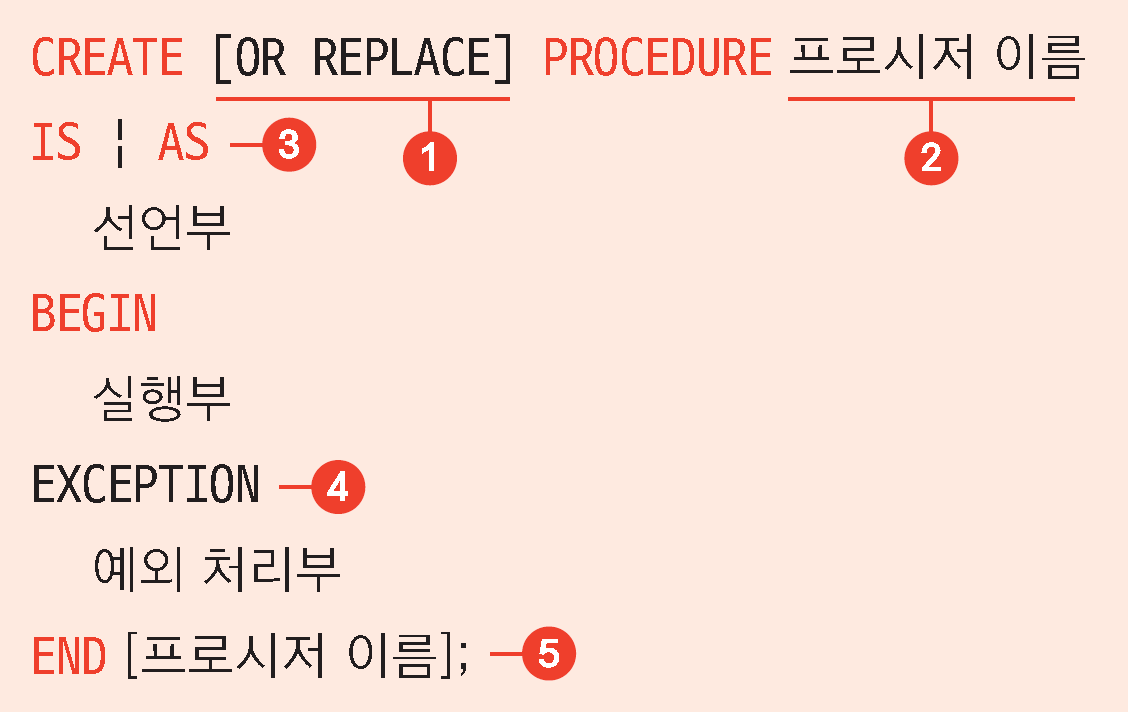 CREATE [OR REPLACE] PROCEDURE 프로시저 이름
1
2
IS ¦ AS 3
선언부
BEGIN
실행부
EXCEPTION 4
예외 처리부
END [프로시저 이름]; 5